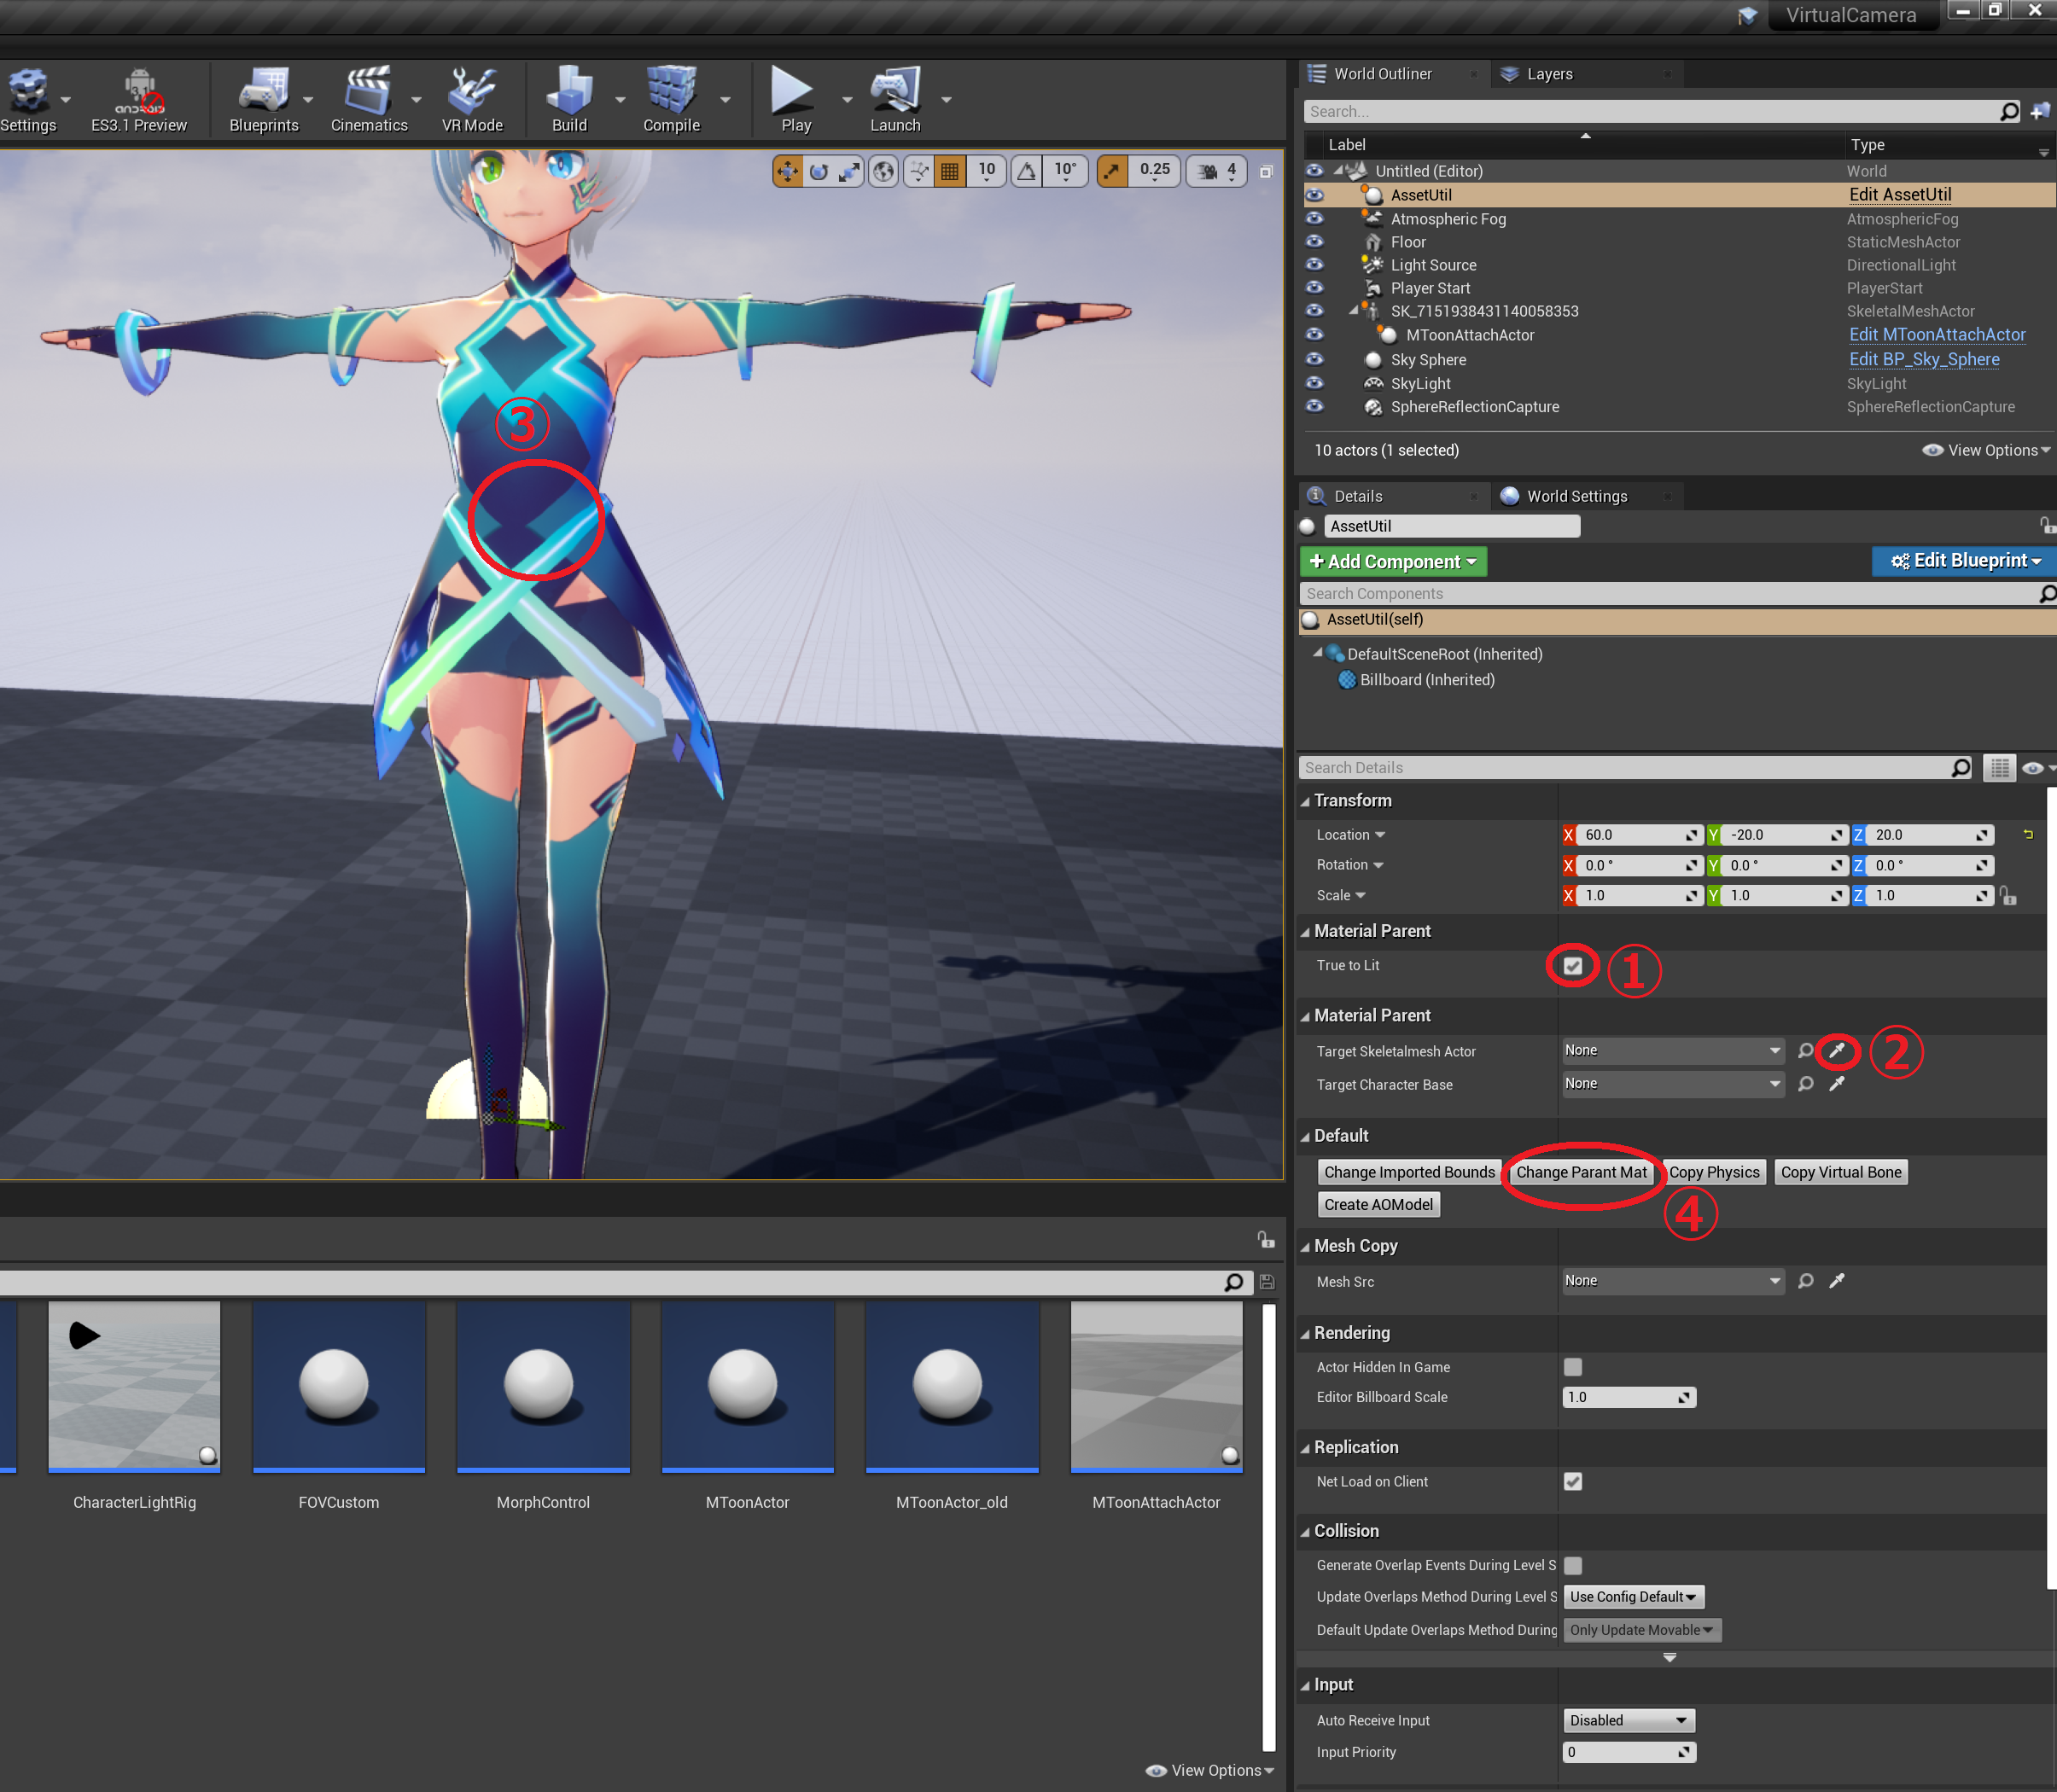 VirtualCamera
Settings
ES3.1 Preview
Blueprints
Cinematics
VR Mode
Build
Compile
Play
Launch
10
10°
0.25
4
③
World Outliner
Layers
Search...
Label Type
Untitled (Editor) World
AssetUtil Edit AssetUtil
Atmospheric Fog AtmosphericFog
Floor StaticMeshActor
Light Source DirectionalLight
Player Start PlayerStart
SK_7151938431140058353 SkeletalMeshActor
MToonAttachActor Edit MToonAttachActor
Sky Sphere Edit BP_Sky_Sphere
SkyLight SkyLight
SphereReflectionCapture SphereReflectionCapture
10 actors (1 selected) View Options
Details
World Settings
AssetUtil
+ Add Component Edit Blueprint
Search Components
AssetUtil(self)
DefaultSceneRoot (Inherited)
Billboard (Inherited)
Search Details
Transform
Location X 60.0 Y -20.0 Z 20.0
Rotation X 0.0 ° Y 0.0 ° Z 0.0 °
Scale X 1.0 Y 1.0 Z 1.0
Material Parent
True to Lit ①
Material Parent
Target Skeletalmesh Actor None ②
Target Character Base None
Default
Change Imported Bounds Change Parant Mat Copy Physics Copy Virtual Bone
Create AOModel ④
Mesh Copy
Mesh Src None
Rendering
Actor Hidden In Game
Editor Billboard Scale 1.0
Replication
Net Load on Client
Collision
Generate Overlap Events During Level S
Update Overlaps Method During Level S Use Config Default
Default Update Overlaps Method During Only Update Movable
Input
Auto Receive Input Disabled
Input Priority 0
CharacterLightRig
FOVCustom
MorphControl
MToonActor
MToonActor_old
MToonAttachActor
View Options